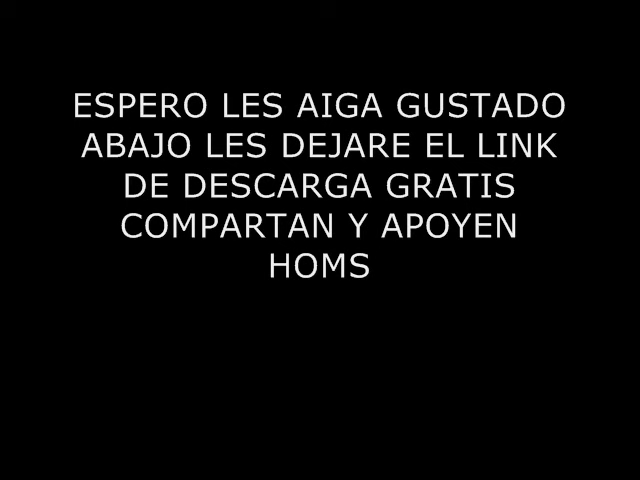 ESPERO LES AIGA GUSTADO
ABAJO LES DEJARE EL LINK
DE DESCARGA GRATIS
COMPARTAN Y APOYEN
HOMS